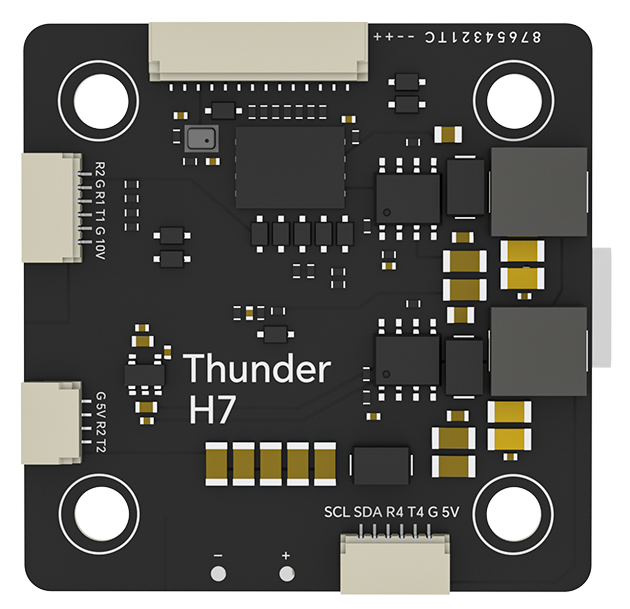 87654321TC--++
R2 G R1 T1 G 10V
Thunder
H7
G 5V R2 T2
SCL SDA R4 T4 G 5V
- +